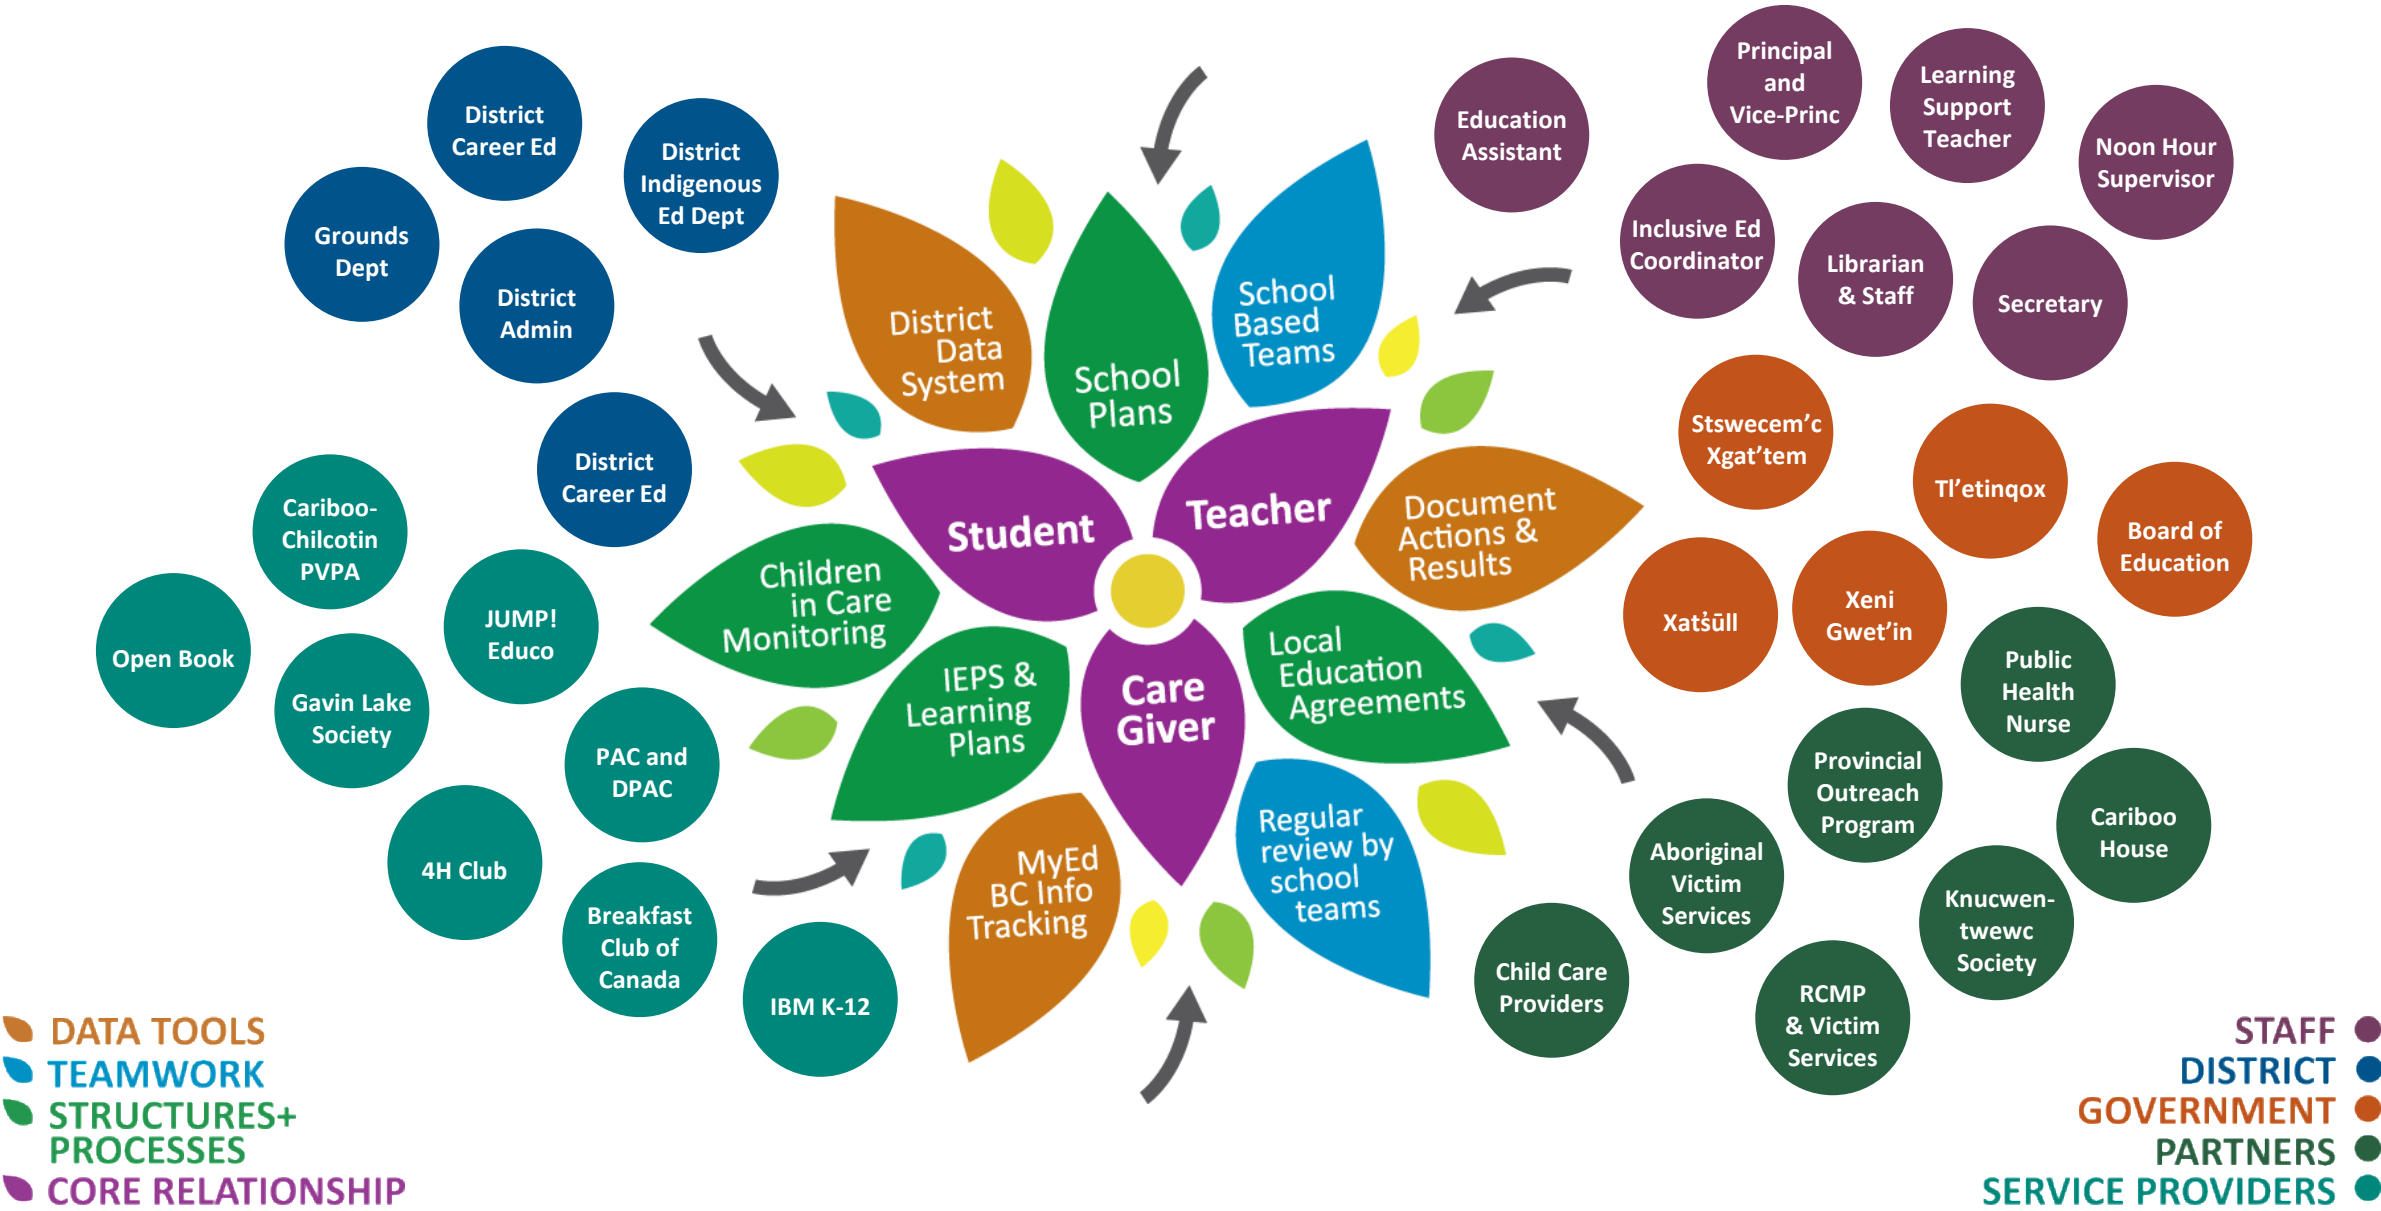 District
Career Ed
District
Indigenous
Ed Dept
Grounds
Dept
District
Admin
District
Career Ed
Cariboo-
Chilcotin
PVPA
JUMP!
Educo
Open Book
Gavin Lake
Society
PAC and
DPAC
4H Club
Breakfast
Club of
Canada
IBM K-12
District
Data
System
School
Plans
School
Based
Teams
Student
Teacher
Care
Giver
Document
Actions &
Results
Children
in Care
Monitoring
Local
Education
Agreements
IEPS &
Learning
Plans
MyEd
BC Info
Tracking
Regular
review by
school
teams
Education
Assistant
Principal
and
Vice-Princ
Learning
Support
Teacher
Noon Hour
Supervisor
Inclusive Ed
Coordinator
Librarian
& Staff
Secretary
Stswecem’c
Xgat’tem
Tl’etinqox
Board of
Education
Xatśūll
Xeni
Gwet’in
Public
Health
Nurse
Provincial
Outreach
Program
Cariboo
House
Aboriginal
Victim
Services
Knucwen-
twewc
Society
Child Care
Providers
RCMP
& Victim
Services
DATA TOOLS
TEAMWORK
STRUCTURES+
PROCESSES
CORE RELATIONSHIP
STAFF
DISTRICT
GOVERNMENT
PARTNERS
SERVICE PROVIDERS